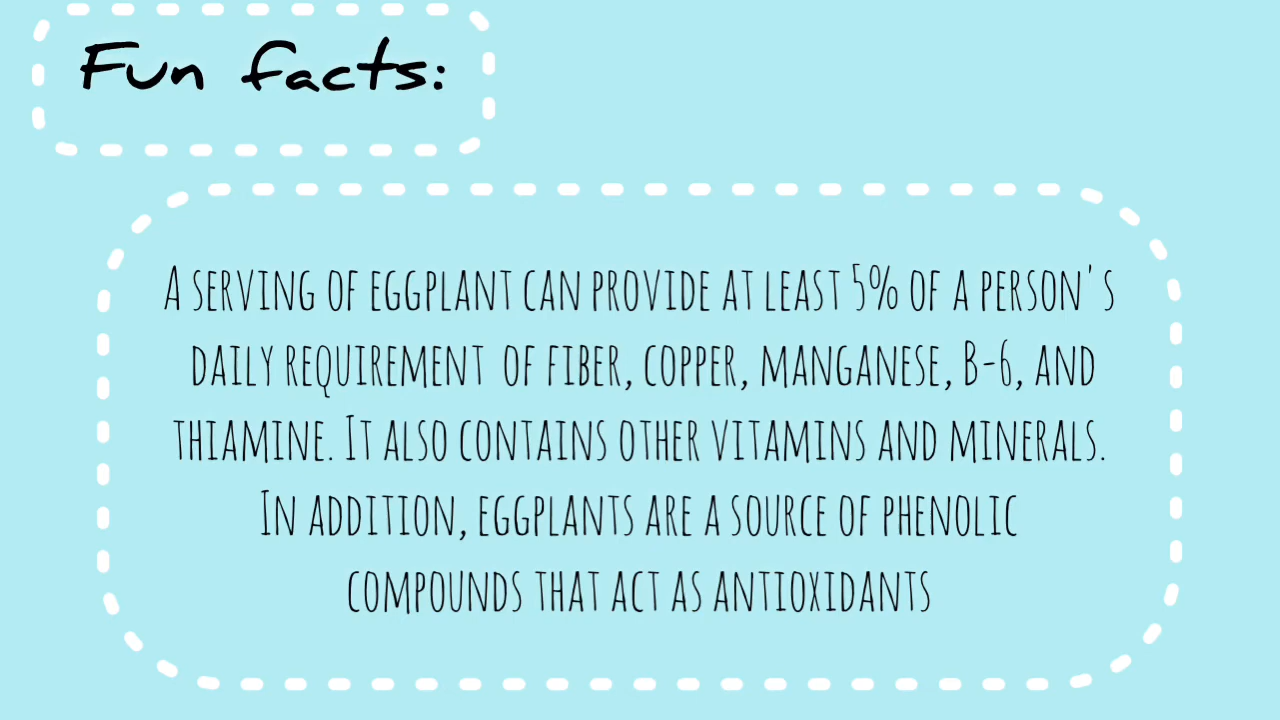 Fun facts:
A serving of eggplant can provide at least 5% of a person's
daily requirement of fiber, copper, manganese, B-6, and
thiamine. It also contains other vitamins and minerals.
In addition, eggplants are a source of phenolic
compounds that act as antioxidants